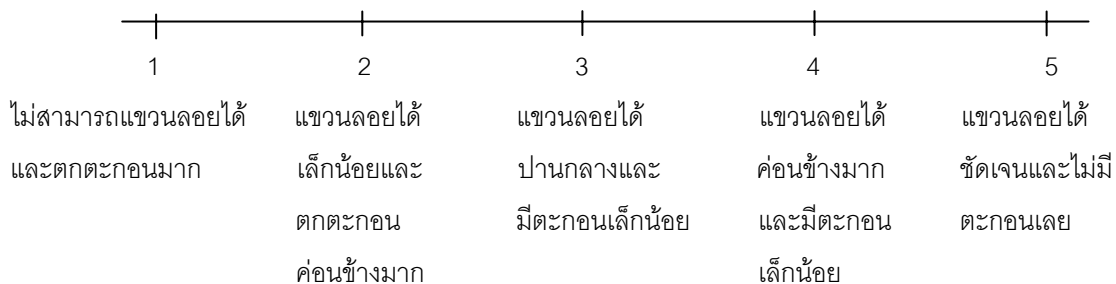 1 2 3 4 5
ไม่สามารถแขวนลอยได้ แขวนลอยได้ แขวนลอยได้ แขวนลอยได้ แขวนลอยได้
และตกตะกอนมาก เล็กน้อยและ ปานกลางและ ค่อนข้างมาก ชัดเจนและไม่มี
ตกตะกอน มีตะกอนเล็กน้อย และมีตะกอน ตะกอนเลย
ค่อนข้างมาก เล็กน้อย